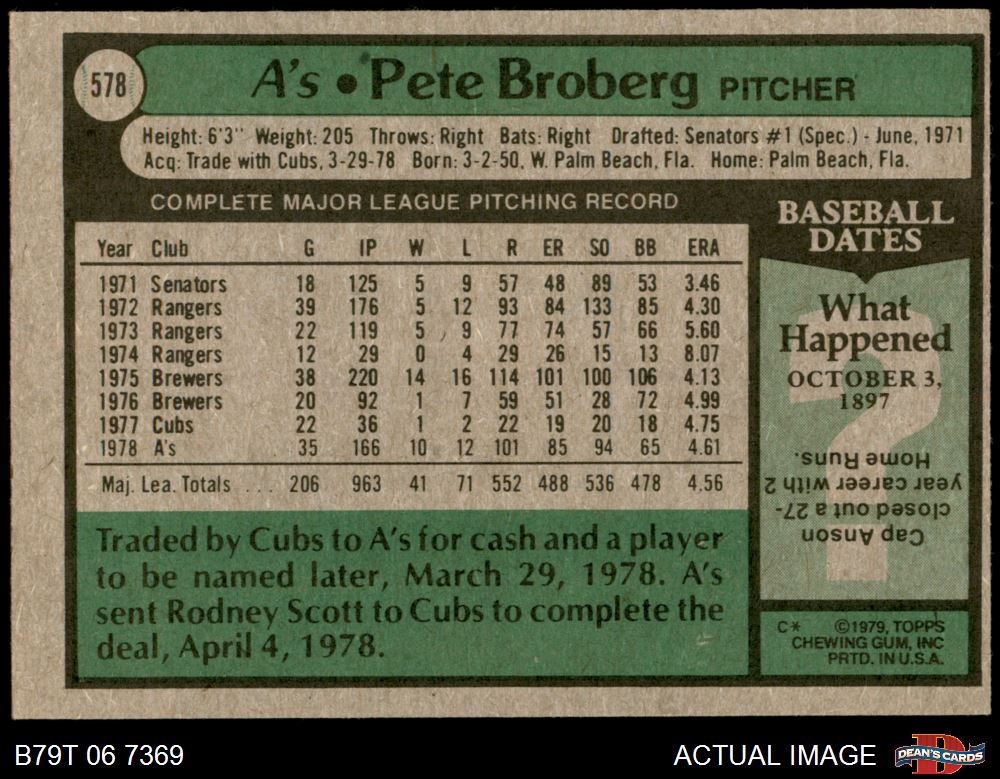 578
A's • Pete Broberg PITCHER
Height: 6'3" Weight: 205 Throws: Right Bats: Right Drafted: Senators #1 (Spec.) - June, 1971
Acq: Trade with Cubs, 3-29-78 Born: 3-2-50, W. Palm Beach, Fla. Home: Palm Beach, Fla.
COMPLETE MAJOR LEAGUE PITCHING RECORD
Year Club G IP W L R ER SO BB ERA
1971 Senators 18 125 5 9 57 48 89 53 3.46
1972 Rangers 39 176 5 12 93 84 133 85 4.30
1973 Rangers 22 119 5 9 77 74 57 66 5.60
1974 Rangers 12 29 0 4 29 26 15 13 8.07
1975 Brewers 38 220 14 16 114 101 100 106 4.13
1976 Brewers 20 92 1 7 59 51 28 72 4.99
1977 Cubs 22 36 1 2 22 19 20 18 4.75
1978 A's 35 166 10 12 101 85 94 65 4.61
Maj. Lea. Totals ... 206 963 41 71 552 488 536 478 4.56
Traded by Cubs to A's for cash and a player
to be named later, March 29, 1978. A's
sent Rodney Scott to Cubs to complete the
deal, April 4, 1978.
BASEBALL
DATES
What
Happened
OCTOBER 3,
1897
?
Cap Anson
closed out a 27-
year career with 2
Home Runs.
C* ©1979, TOPPS
CHEWING GUM, INC
PRTD. IN U.S.A.
B79T 06 7369
ACTUAL IMAGE
DEAN'S CARDS